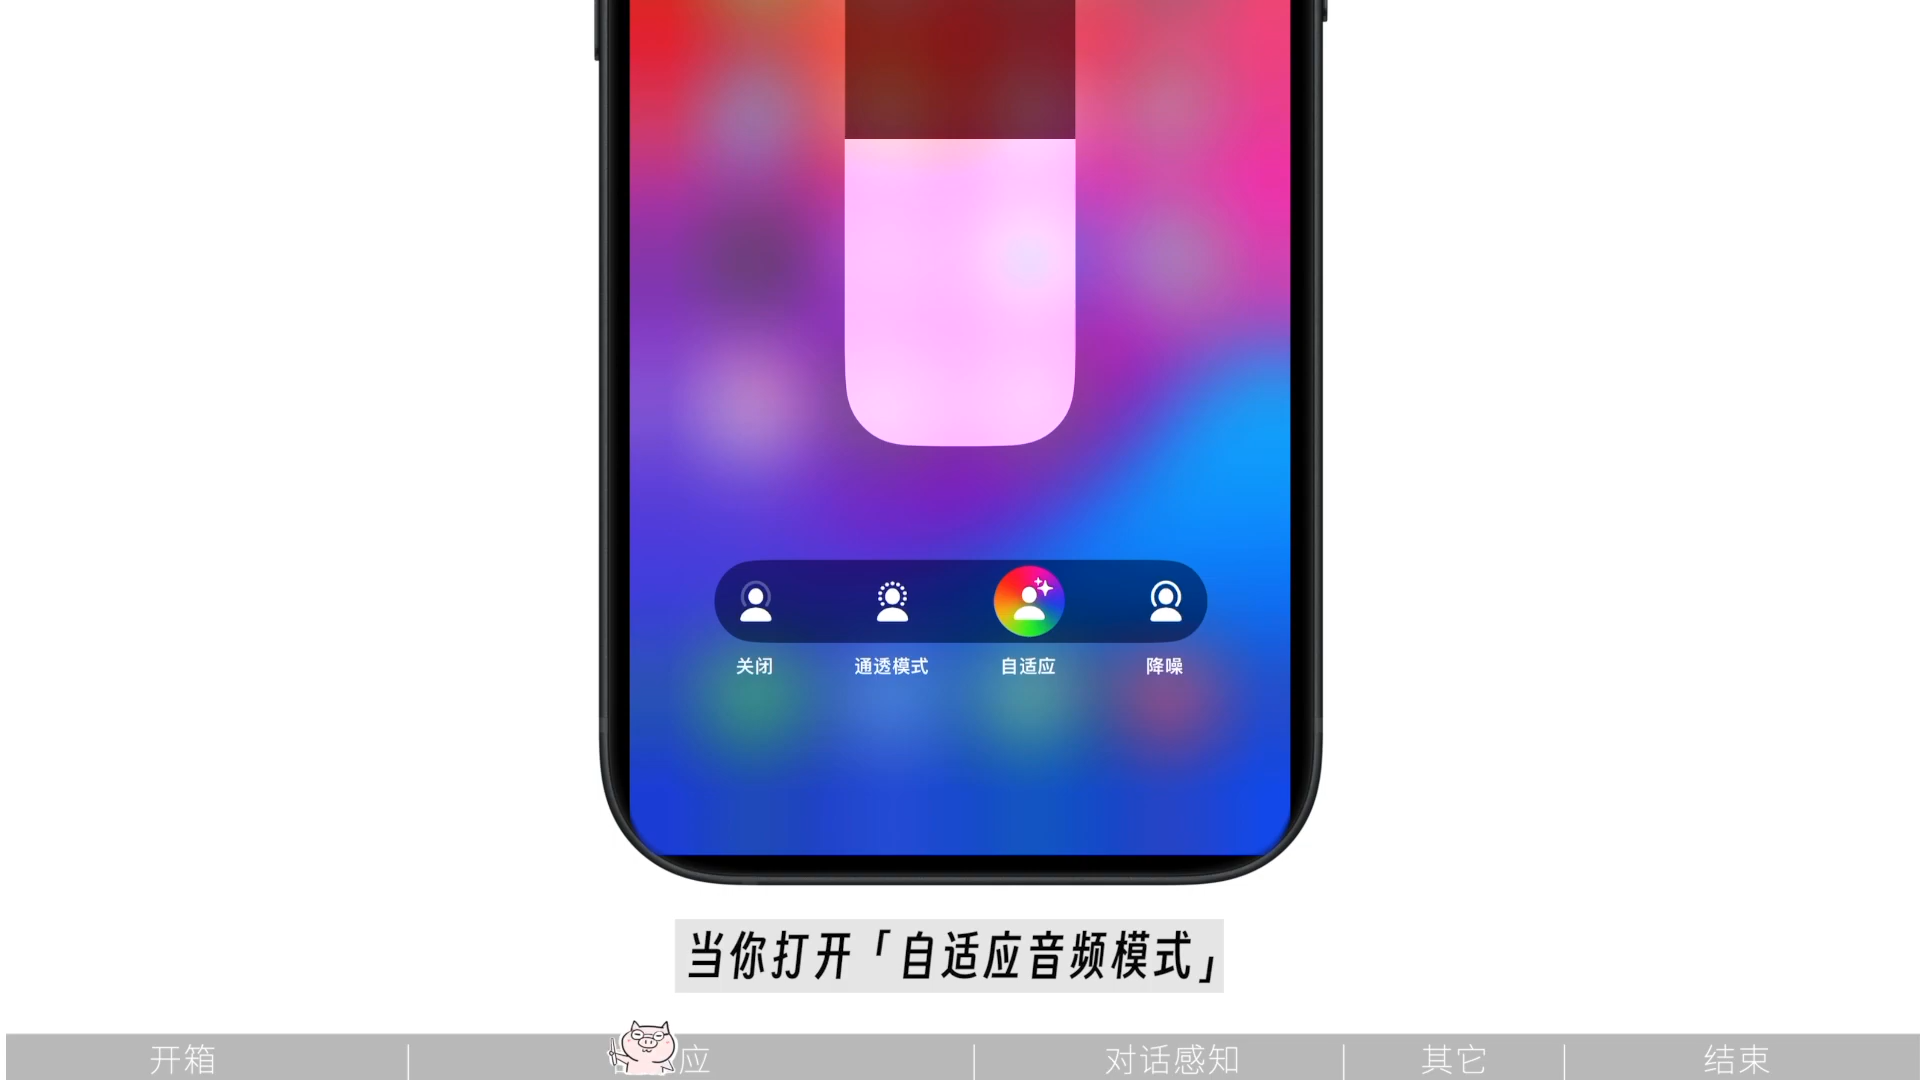 关闭 通透模式 自适应 降噪
当你打开「自适应音频模式」
开箱 应 对话感知 其它 结束